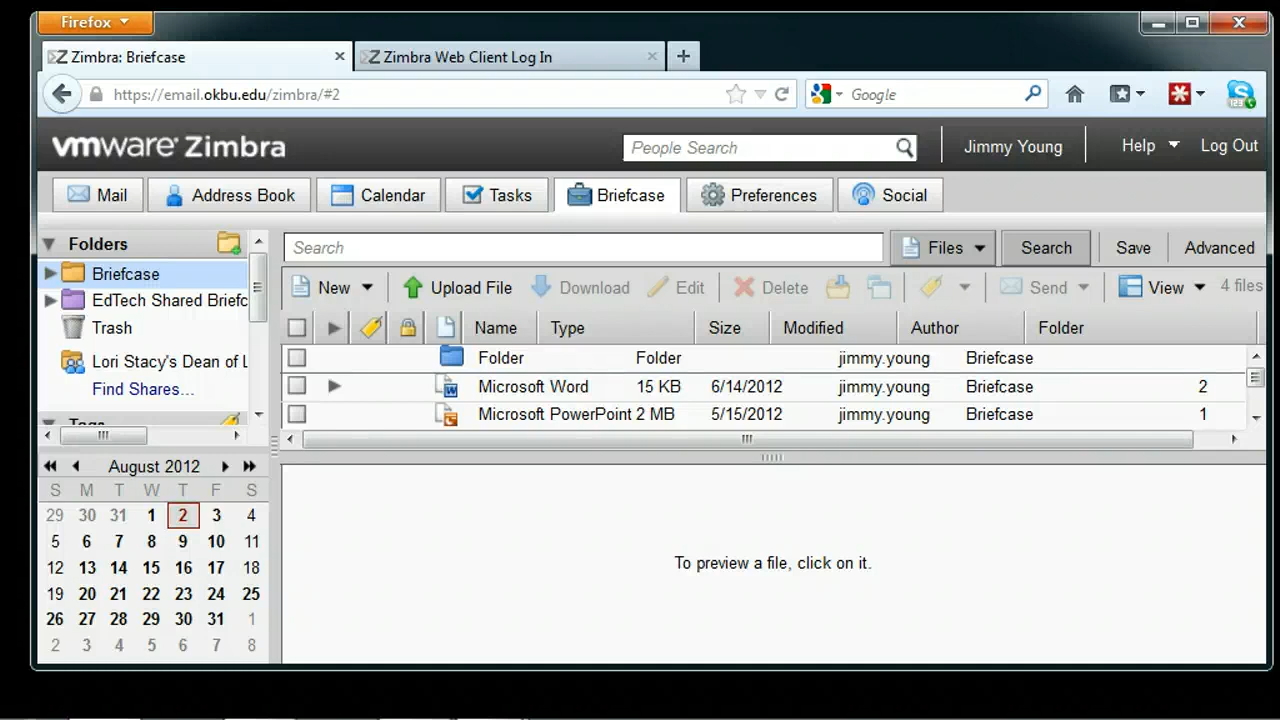 Firefox
Zimbra: Briefcase
Zimbra Web Client Log In
https://email.okbu.edu/zimbra/#2
Google
vmware Zimbra
People Search
Jimmy Young
Help
Log Out
Mail
Address Book
Calendar
Tasks
Briefcase
Preferences
Social
Folders
Search
Files
Search
Save
Advanced
Briefcase
EdTech Shared Briefc
Trash
Lori Stacy's Dean of L
Find Shares...
New
Upload File
Download
Edit
Delete
Send
View
4 files
Name Type Size Modified Author Folder
Folder Folder jimmy.young Briefcase
Microsoft Word 15 KB 6/14/2012 jimmy.young Briefcase 2
Microsoft PowerPoint 2 MB 5/15/2012 jimmy.young Briefcase 1
August 2012
S M T W T F S
29 30 31 1 2 3 4
5 6 7 8 9 10 11
12 13 14 15 16 17 18
19 20 21 22 23 24 25
26 27 28 29 30 31 1
2 3 4 5 6 7 8
To preview a file, click on it.